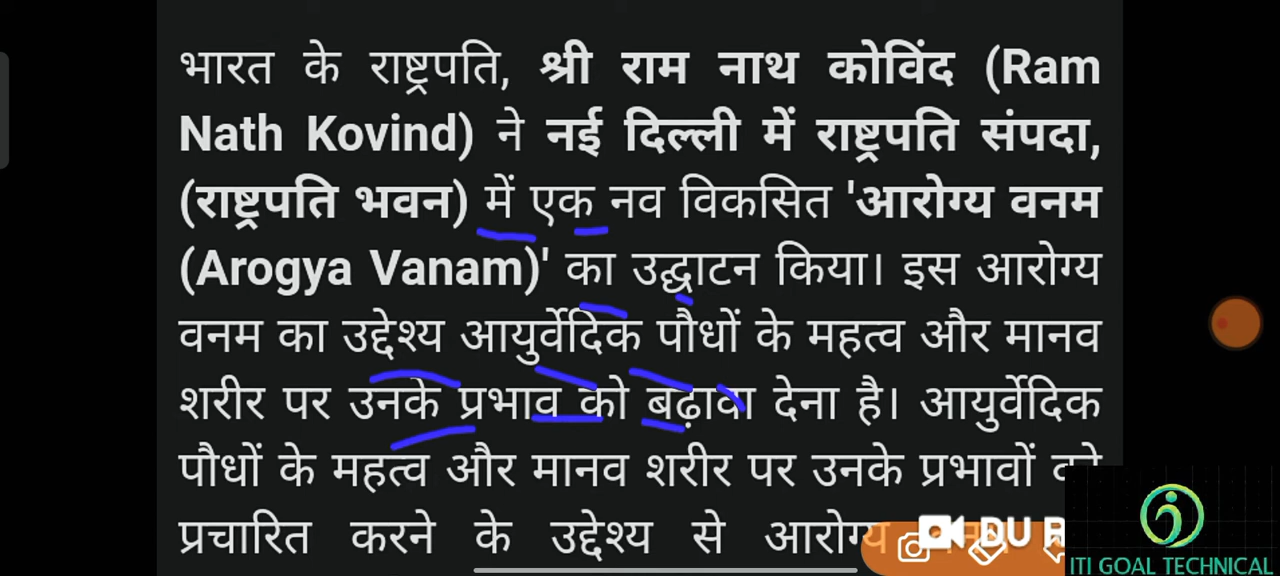 भारत के राष्ट्रपति, श्री राम नाथ कोविंद (Ram
Nath Kovind) ने नई दिल्ली में राष्ट्रपति संपदा,
(राष्ट्रपति भवन) में एक नव विकसित 'आरोग्य वनम
(Arogya Vanam)' का उद्घाटन किया। इस आरोग्य
वनम का उद्देश्य आयुर्वेदिक पौधों के महत्व और मानव
शरीर पर उनके प्रभाव को बढ़ावा देना है। आयुर्वेदिक
पौधों के महत्व और मानव शरीर पर उनके प्रभावों को
प्रचारित करने के उद्देश्य से आरोग्य
DU R
ITI GOAL TECHNICAL